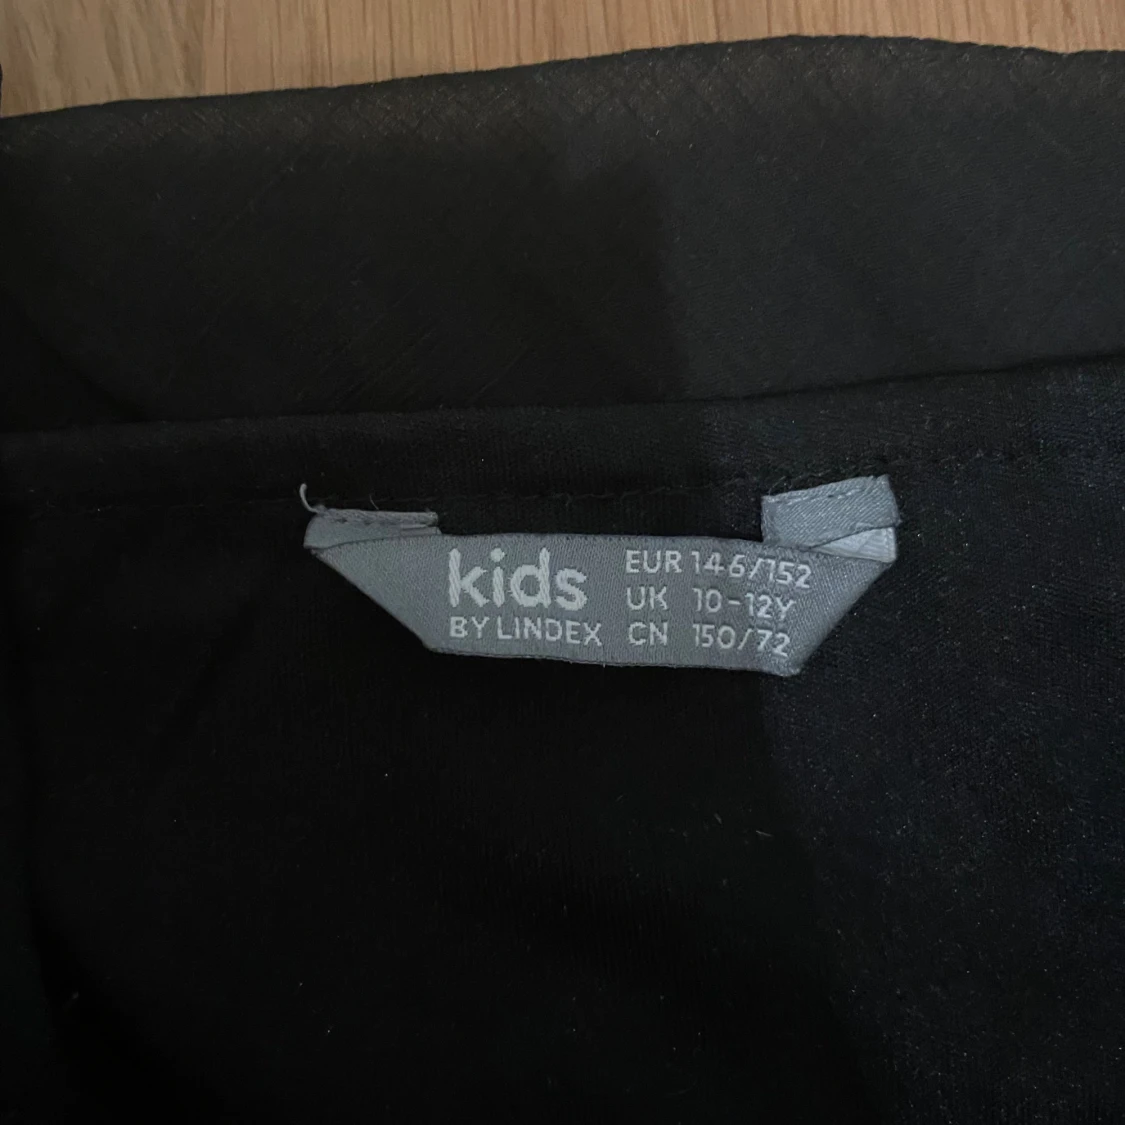 kids
BY LINDEX
EUR 146/152
UK 10-12Y
CN 150/72